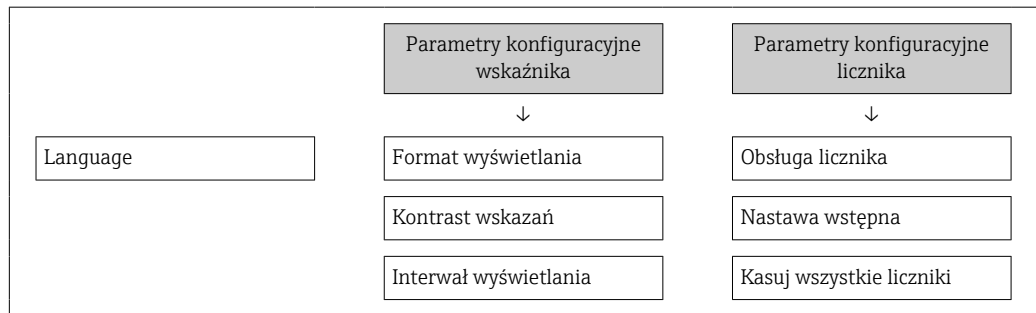 Parametry konfiguracyjne
wskaźnika
Parametry konfiguracyjne
licznika
↓
↓
Language
Format wyświetlania
Obsługa licznika
Kontrast wskazań
Nastawa wstępna
Interwał wyświetlania
Kasuj wszystkie liczniki